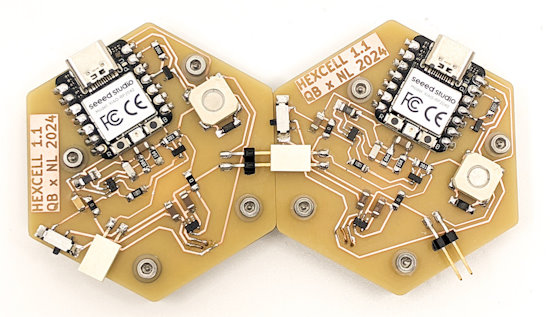 seeed studio
FC CE
HEXCELL 1.1
QB x NL 2024
HEXCELL 1.1
QB x NL 2024
seeed studio
FC CE